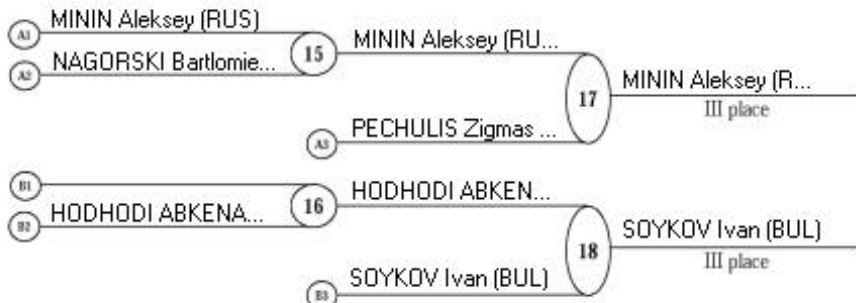 A1 MININ Aleksey (RUS)
15 MININ Aleksey (RU...
A2 NAGORSKI Bartlomie...
17 MININ Aleksey (R...
III place
A3 PECHULIS Zigmas ...
B1
16 HODHODI ABKEN...
B2 HODHODI ABKENA...
18 SOYKOV Ivan (BUL)
III place
B3 SOYKOV Ivan (BUL)